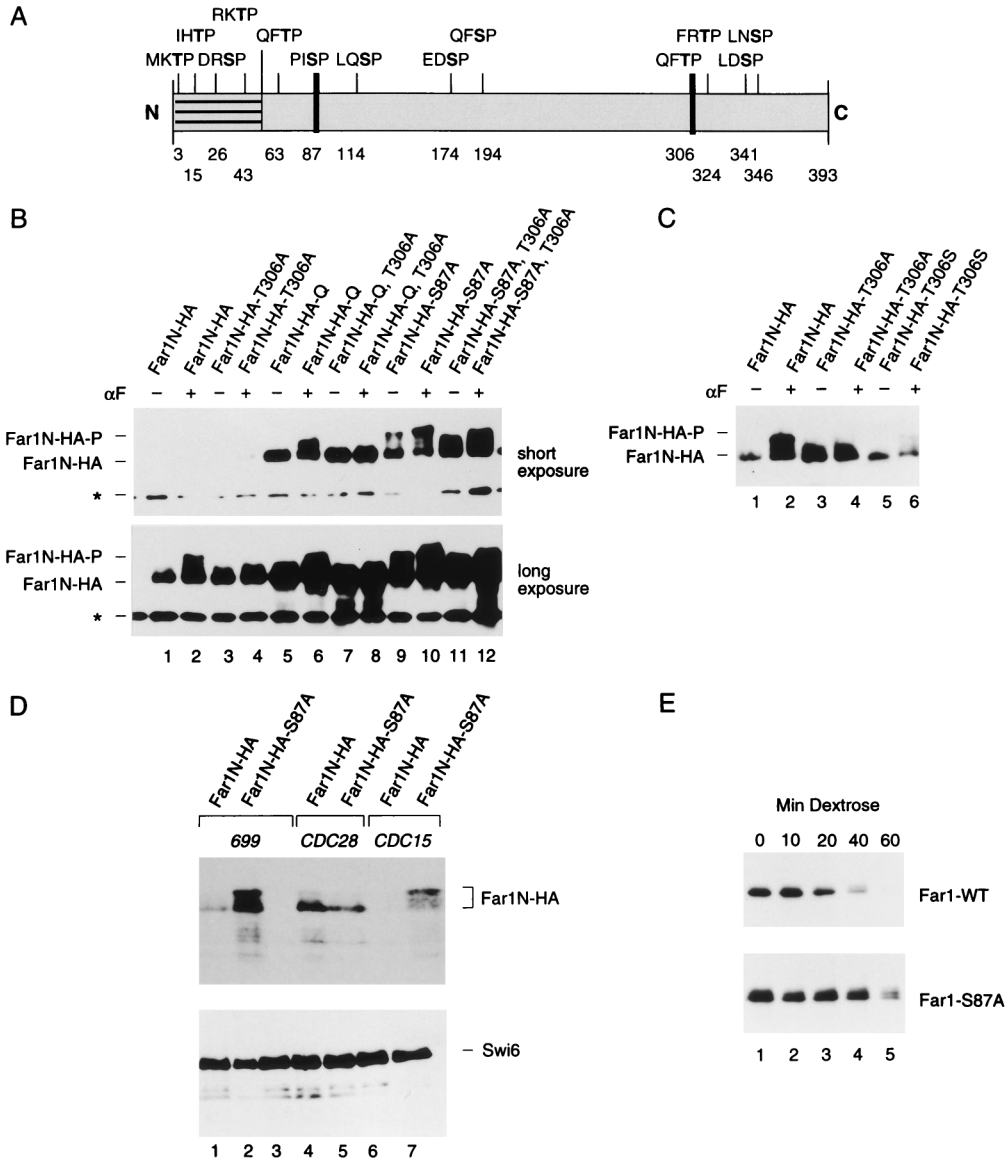 A
RKTP
IHTP QFTP QFSP FRTP LNSP
MKTP DRSP PISP LQSP EDSP QFTP LDSP
N C
3 26 63 87 114 174 194 306 341
15 43 324 346 393
B
Far1N-HA
Far1N-HA
Far1N-HA-T306A
Far1N-HA-T306A
Far1N-HA-Q
Far1N-HA-Q
Far1N-HA-Q, T306A
Far1N-HA-Q, T306A
Far1N-HA-S87A
Far1N-HA-S87A
Far1N-HA-S87A, T306A
Far1N-HA-S87A, T306A
αF − + − + − + − + − + − +
Far1N-HA-P
Far1N-HA
*
short
exposure
Far1N-HA-P
Far1N-HA
*
long
exposure
1 2 3 4 5 6 7 8 9 10 11 12
C
Far1N-HA
Far1N-HA
Far1N-HA-T306A
Far1N-HA-T306A
Far1N-HA-T306S
Far1N-HA-T306S
αF − + − + − +
Far1N-HA-P
Far1N-HA
1 2 3 4 5 6
D
Far1N-HA
Far1N-HA-S87A
Far1N-HA
Far1N-HA-S87A
Far1N-HA
Far1N-HA-S87A
699 CDC28 CDC15
Far1N-HA
Swi6
1 2 3 4 5 6 7
E
Min Dextrose
0 10 20 40 60
Far1-WT
Far1-S87A
1 2 3 4 5